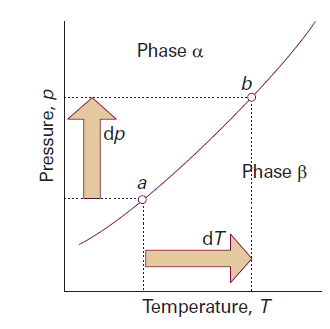 Phase α
b
Pressure, p
dp
Phase β
a
dT
Temperature, T